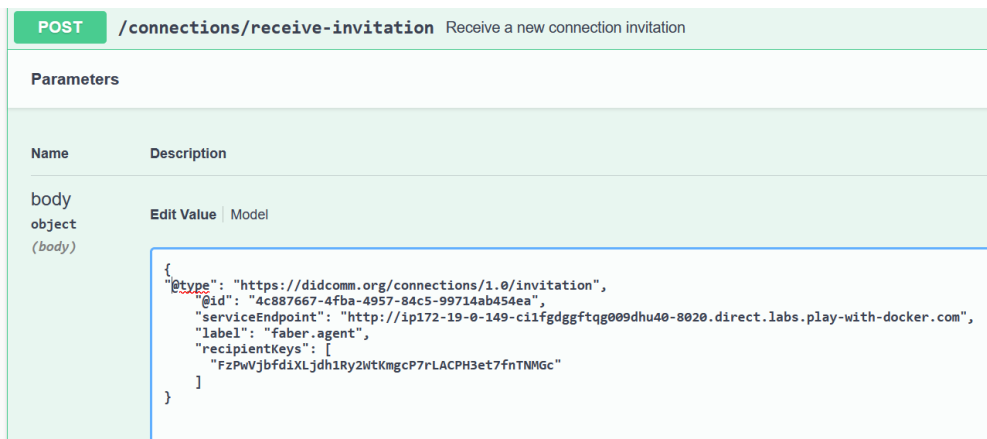 POST /connections/receive-invitation Receive a new connection invitation
Parameters
Name Description
body
object
(body)
Edit Value Model
{
"@type": "https://didcomm.org/connections/1.0/invitation",
"@id": "4c887667-4fba-4957-84c5-99714ab454ea",
"serviceEndpoint": "http://ip172-19-0-149-ci1fgdggftqg009dhu40-8020.direct.labs.play-with-docker.com",
"label": "faber.agent",
"recipientKeys": [
"FzPwVjbfdiXLjdh1Ry2WtKmgcP7rLACPH3et7fnTNMGc"
]
}